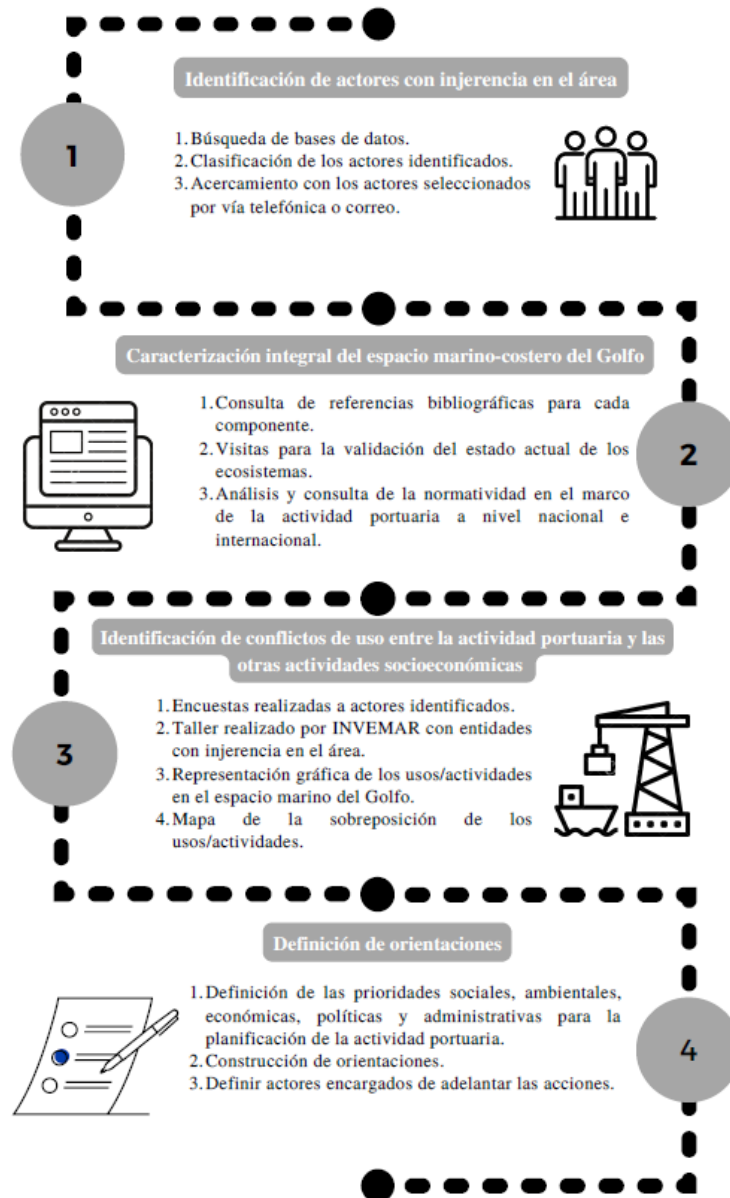 Identificación de actores con injerencia en el área
1
1.Búsqueda de bases de datos.
2.Clasificación de los actores identificados.
3.Acercamiento con los actores seleccionados
por vía telefónica o correo.
Caracterización integral del espacio marino-costero del Golfo
1.Consulta de referencias bibliográficas para cada
componente.
2.Visitas para la validación del estado actual de los
ecosistemas.
3.Análisis y consulta de la normatividad en el marco
de la actividad portuaria a nivel nacional e
internacional.
2
Identificación de conflictos de uso entre la actividad portuaria y las
otras actividades socioeconómicas
3
1.Encuestas realizadas a actores identificados.
2.Taller realizado por INVEMAR con entidades
con injerencia en el área.
3.Representación gráfica de los usos/actividades
en el espacio marino del Golfo.
4.Mapa de la sobreposición de los
usos/actividades.
Definición de orientaciones
1.Definición de las prioridades sociales, ambientales,
económicas, políticas y administrativas para la
planificación de la actividad portuaria.
2.Construcción de orientaciones.
3.Definir actores encargados de adelantar las acciones.
4